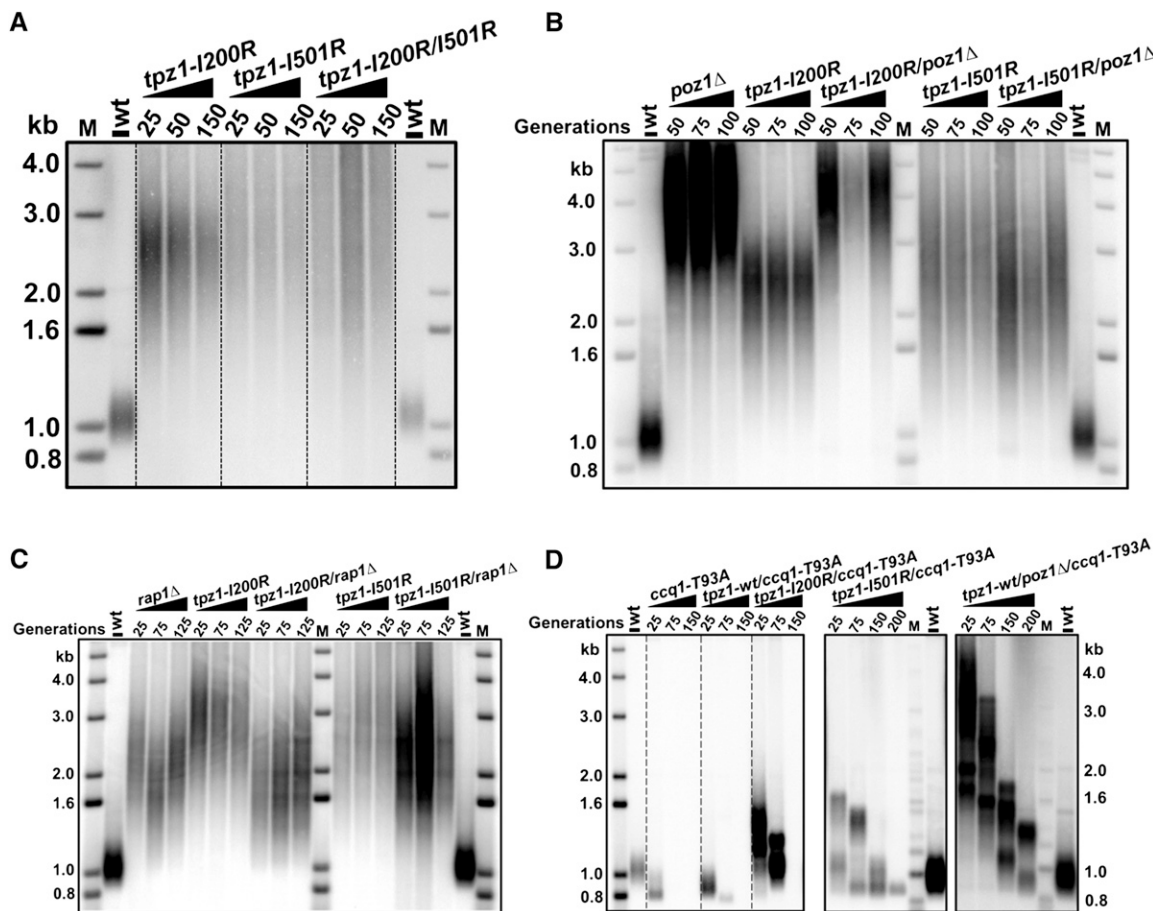 A
tpz1-I200R
tpz1-I501R
tpz1-I200R/I501R
kb M wt 25 50 150 25 50 150 25 50 150 wt M
4.0
3.0
2.0
1.6
1.0
0.8
B
poz1Δ
tpz1-I200R
tpz1-I200R/poz1Δ
tpz1-I501R
tpz1-I501R/poz1Δ
Generations wt 50 75 100 50 75 100 50 75 100 M 50 75 100 50 75 100 wt M
kb
4.0
3.0
2.0
1.6
1.0
0.8
C
rap1Δ
tpz1-I200R
tpz1-I200R/rap1Δ
tpz1-I501R
tpz1-I501R/rap1Δ
Generations wt 25 75 125 25 75 125 25 75 125 M 25 75 125 25 75 125 wt M
kb
4.0
3.0
2.0
1.6
1.0
0.8
D
ccq1-T93A
tpz1-wt/ccq1-T93A
tpz1-I200R/ccq1-T93A
tpz1-I501R/ccq1-T93A
tpz1-wt/poz1Δ/ccq1-T93A
Generations wt 25 75 150 25 75 150 25 75 150 25 75 150 200 M wt 25 75 150 200 M wt
kb
4.0
3.0
2.0
1.6
1.0
0.8
kb
4.0
3.0
2.0
1.6
1.0
0.8